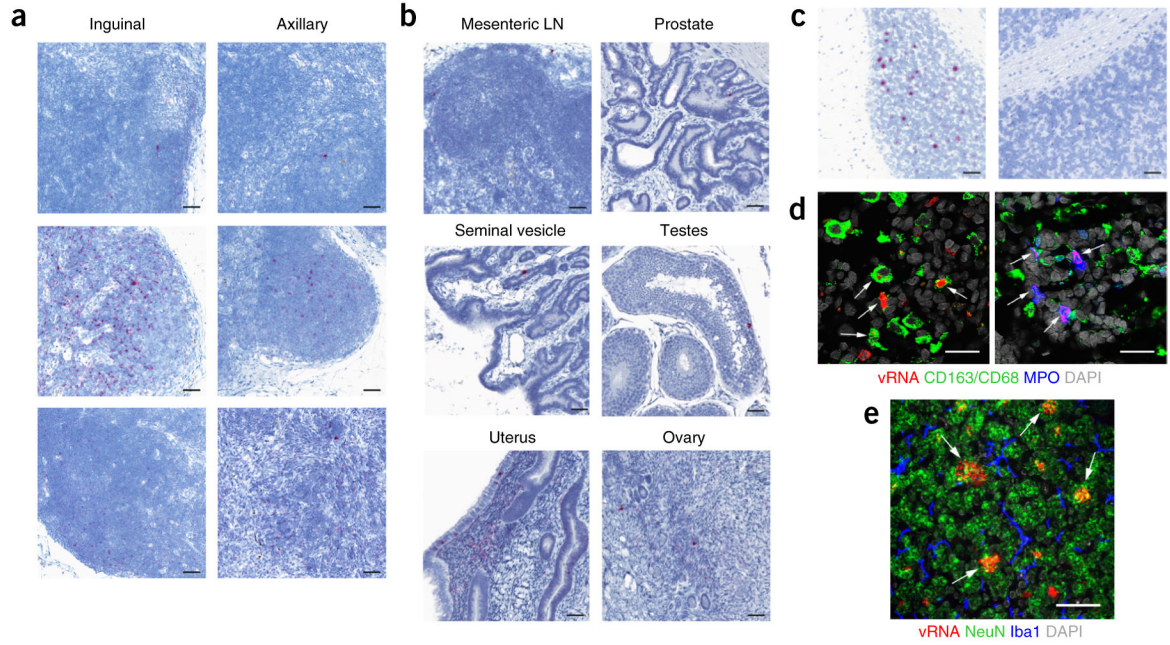 a
Inguinal Axillary
b
Mesenteric LN Prostate
Seminal vesicle Testes
Uterus Ovary
c
d
vRNA CD163/CD68 MPO DAPI
e
vRNA NeuN Iba1 DAPI